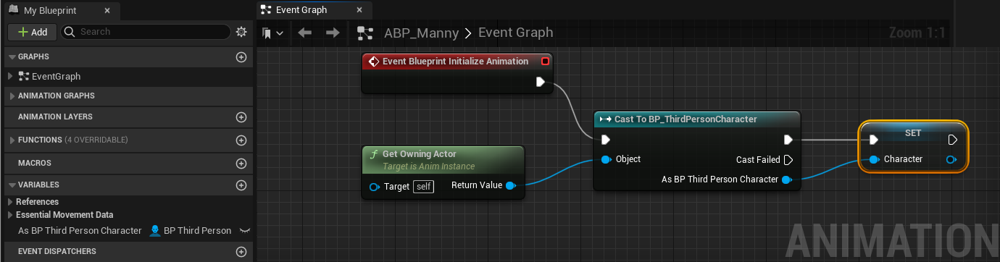 My Blueprint
Event Graph
Add
Search
ABP_Manny > Event Graph
Zoom 1:1
GRAPHS
EventGraph
ANIMATION GRAPHS
ANIMATION LAYERS
FUNCTIONS (4 OVERRIDABLE)
MACROS
VARIABLES
References
Essential Movement Data
As BP Third Person Character BP Third Person
EVENT DISPATCHERS
Event Blueprint Initialize Animation
Get Owning Actor
Target is Anim Instance
Target self Return Value
Cast To BP_ThirdPersonCharacter
Object
Cast Failed
As BP Third Person Character
SET
Character
ANIMATION